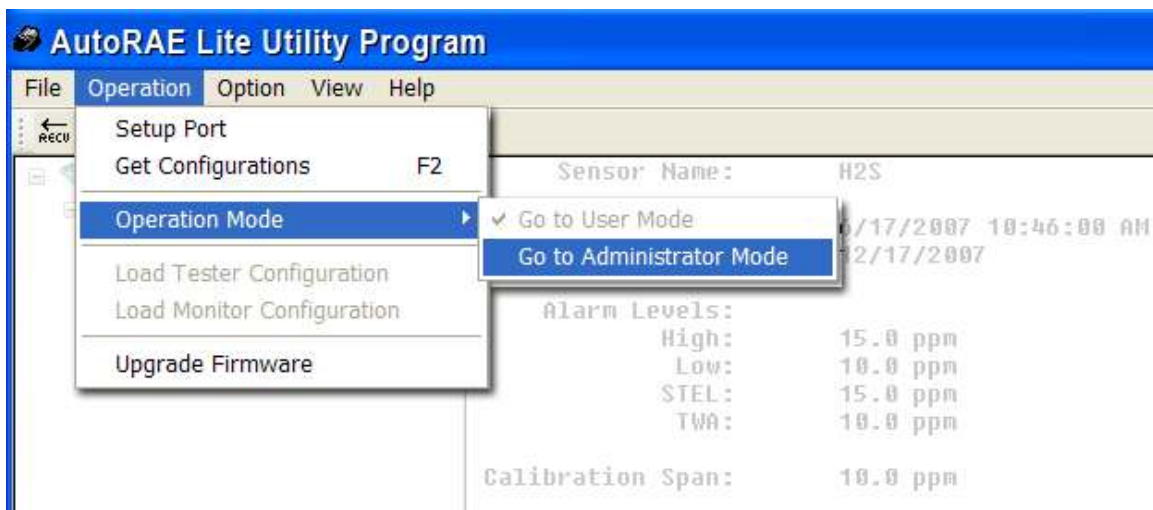 AutoRAE Lite Utility Program
File Operation Option View Help
RECV
Setup Port
Get Configurations F2
Operation Mode
Load Tester Configuration
Load Monitor Configuration
Upgrade Firmware
Go to User Mode
Go to Administrator Mode
Sensor Name: H2S
/17/2007 10:46:00 AM
2/17/2007
Alarm Levels:
High: 15.0 ppm
Low: 10.0 ppm
STEL: 15.0 ppm
TWA: 10.0 ppm
Calibration Span: 10.0 ppm